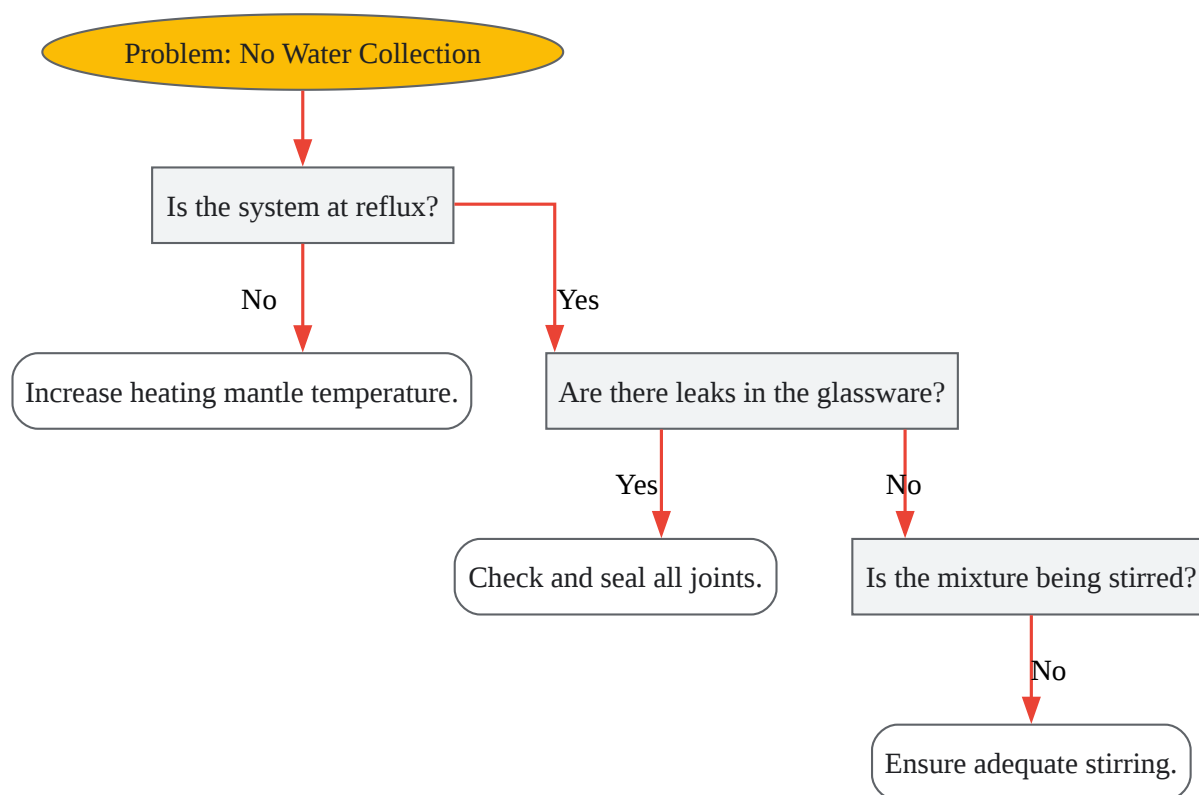 Problem: No Water Collection
Is the system at reflux?
No
Yes
Increase heating mantle temperature.
Are there leaks in the glassware?
Yes
No
Check and seal all joints.
Is the mixture being stirred?
No
Ensure adequate stirring.